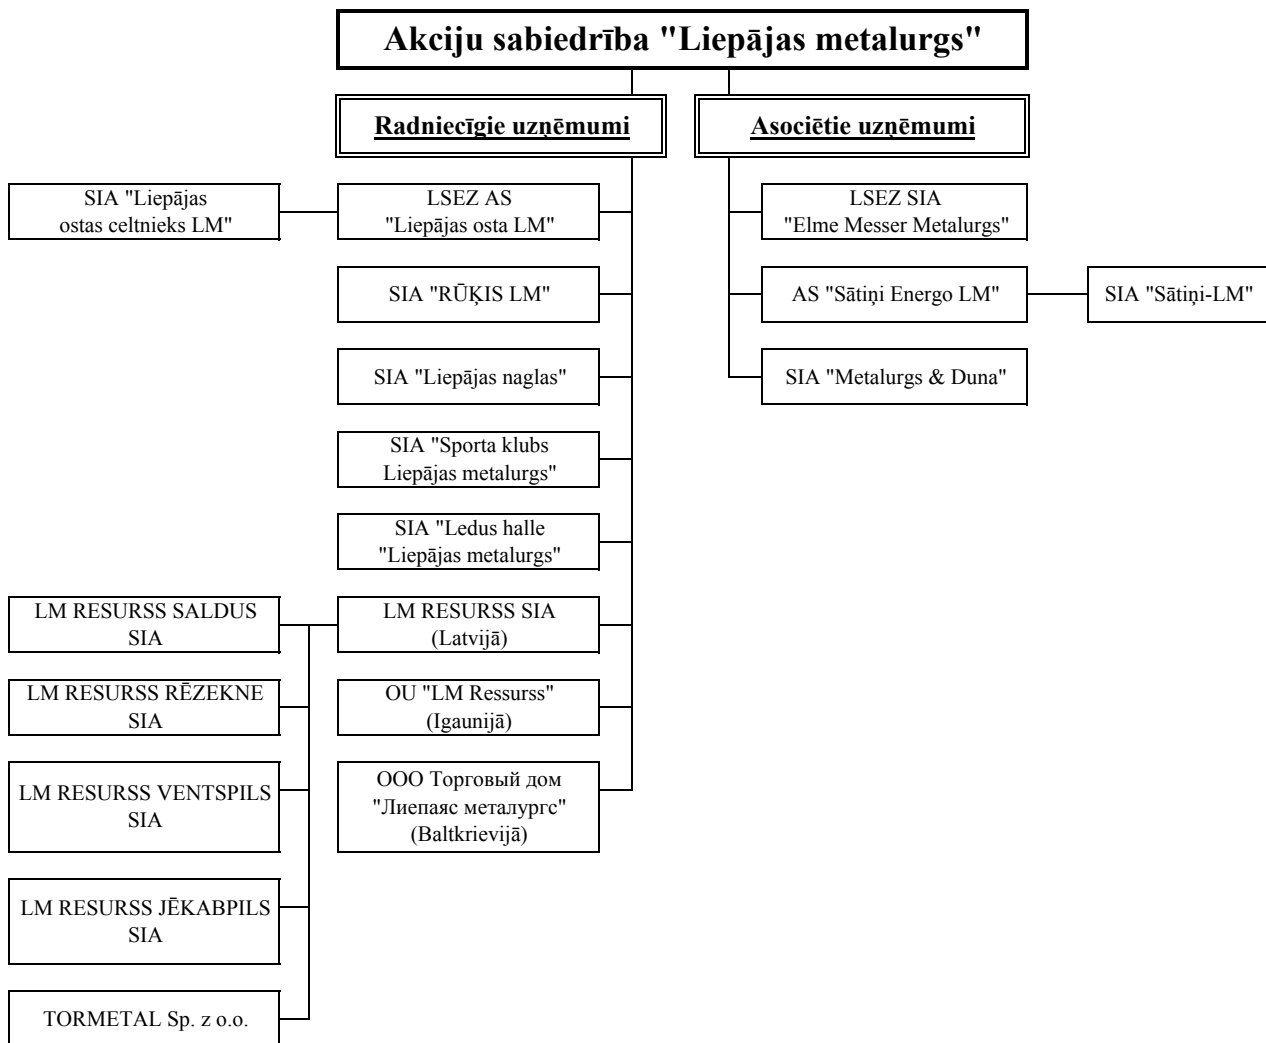 Akciju sabiedrība "Liepājas metalurgs"
Radniecīgie uzņēmumi
Asociētie uzņēmumi
SIA "Liepājas
ostas celtnieks LM"
LSEZ AS
"Liepājas osta LM"
LSEZ SIA
"Elme Messer Metalurgs"
SIA "RŪĶIS LM"
AS "Sātiņi Energo LM"
SIA "Sātiņi-LM"
SIA "Liepājas naglas"
SIA "Metalurgs & Duna"
SIA "Sporta klubs
Liepājas metalurgs"
SIA "Ledus halle
"Liepājas metalurgs"
LM RESURSS SALDUS
SIA
LM RESURSS SIA
(Latvijā)
LM RESURSS RĒZEKNE
SIA
OU "LM Ressurss"
(Igaunijā)
LM RESURSS VENTSPILS
SIA
ООО Торговый дом
"Лиепаяс металургс"
(Baltkrievijā)
LM RESURSS JĒKABPILS
SIA
TORMETAL Sp. z o.o.